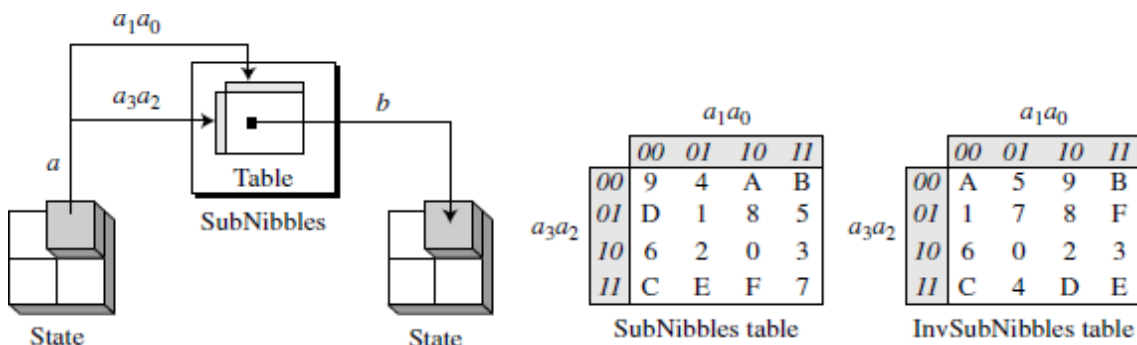 a₁a₀
a₃a₂
b
a
Table
SubNibbles
State
State
a₁a₀
00 01 10 11
00 9 4 A B
01 D 1 8 5
a₃a₂
10 6 2 0 3
11 C E F 7
SubNibbles table
a₁a₀
00 01 10 11
00 A 5 9 B
01 1 7 8 F
a₃a₂
10 6 0 2 3
11 C 4 D E
InvSubNibbles table